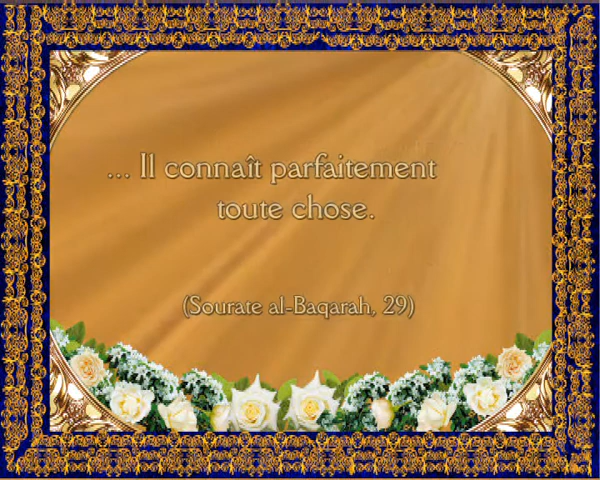 ... Il connaît parfaitement
toute chose.
(Sourate al-Baqarah, 29)